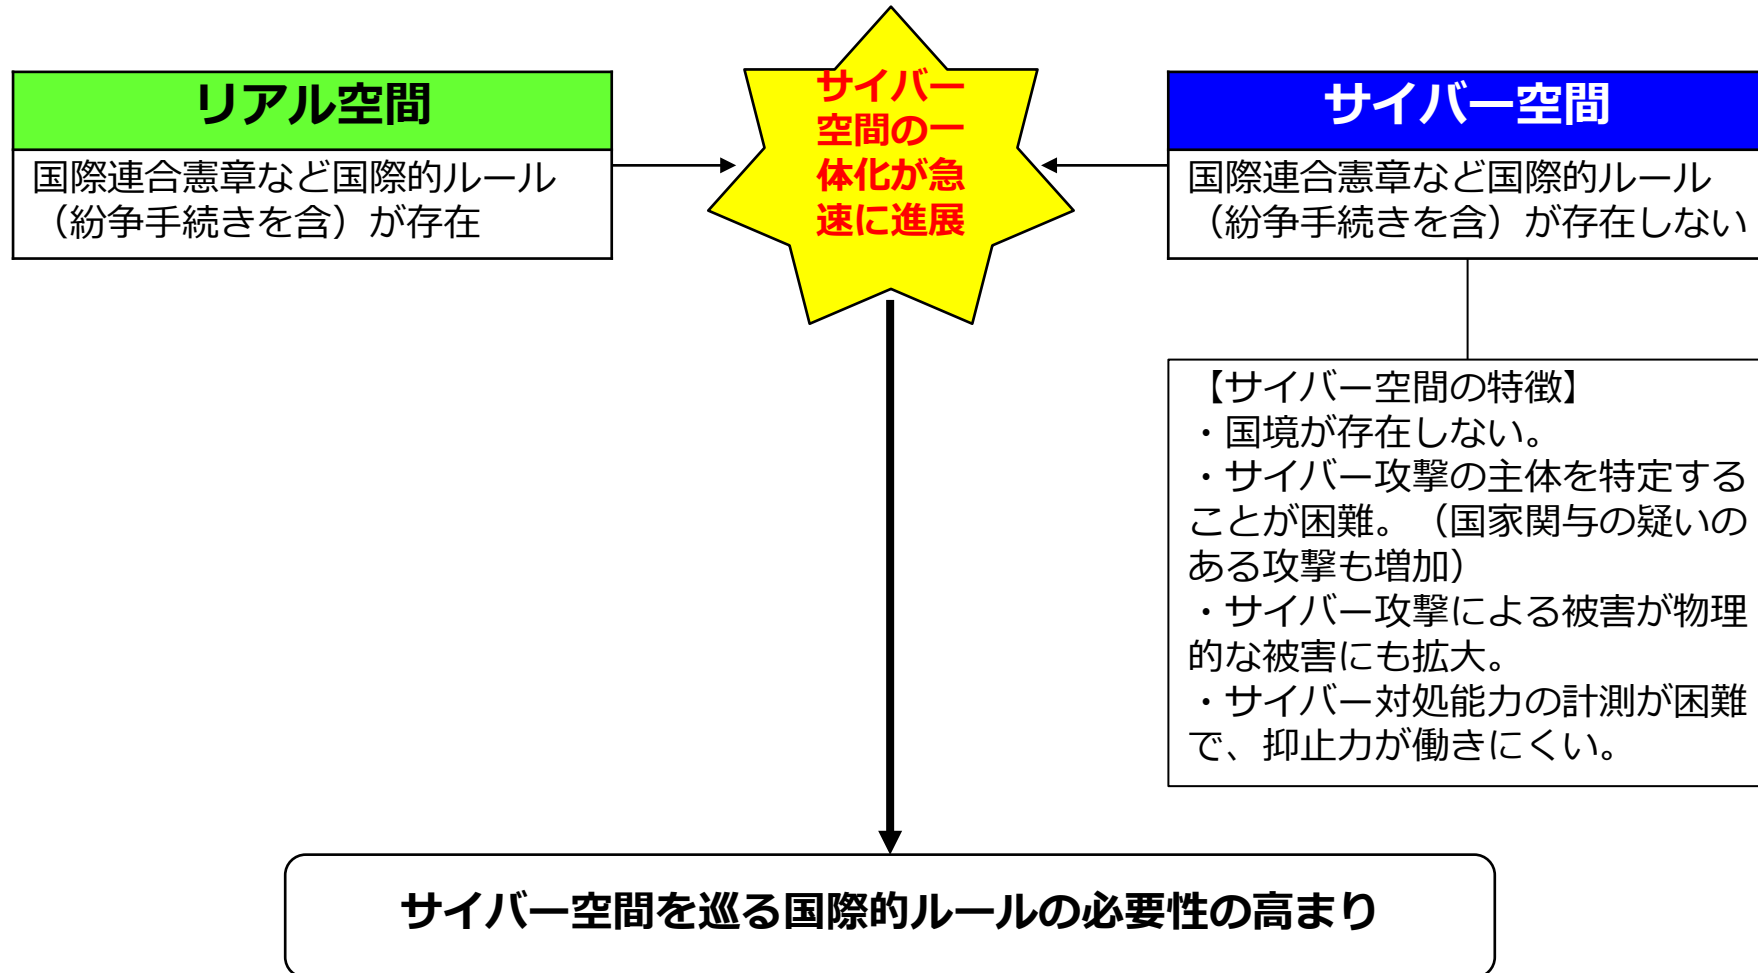 リアル空間
国際連合憲章など国際的ルール
（紛争手続きを含）が存在
サイバー
空間の一
体化が急
速に進展
サイバー空間
国際連合憲章など国際的ルール
（紛争手続きを含）が存在しない
【サイバー空間の特徴】
・国境が存在しない。
・サイバー攻撃の主体を特定する
ことが困難。（国家関与の疑いの
ある攻撃も増加）
・サイバー攻撃による被害が物理
的な被害にも拡大。
・サイバー対処能力の計測が困難
で、抑止力が働きにくい。
サイバー空間を巡る国際的ルールの必要性の高まり